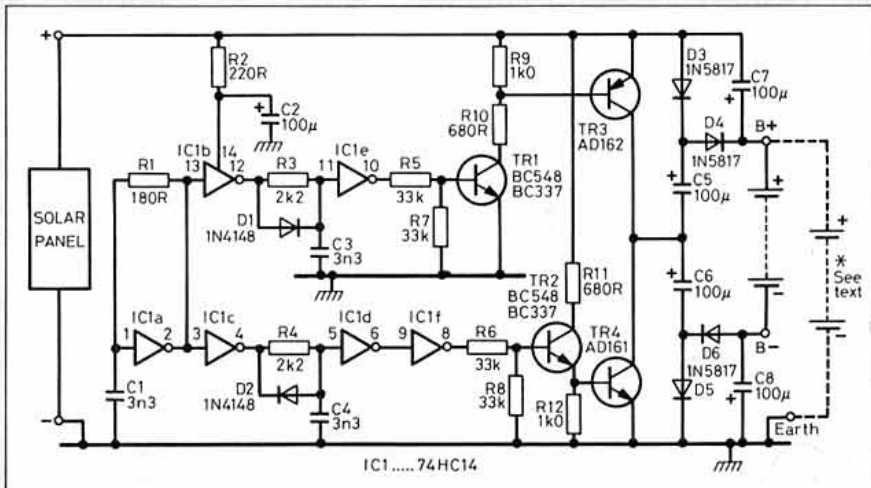 +
SOLAR
PANEL
−
R1
180R
1
IC1a
2
C1
3n3
R2
220R
+
C2
100µ
IC1b
14
13
12
R3
2k2
D1
1N4148
C3
3n3
11
IC1e
10
R5
33k
R7
33k
3
IC1c
4
R4
2k2
D2
1N4148
C4
3n3
5
IC1d
6
9
IC1f
8
R6
33k
R8
33k
R9
1k0
R10
680R
TR1
BC548
BC337
TR2
BC548
BC337
R11
680R
R12
1k0
TR3
AD162
TR4
AD161
D3
1N5817
+
C7
100µ
D4
1N5817
+
C5
100µ
+
C6
100µ
D6
1N5817
D5
+
C8
100µ
B+
+
−
B−
+
*
See
text
−
Earth
IC1.....74HC14